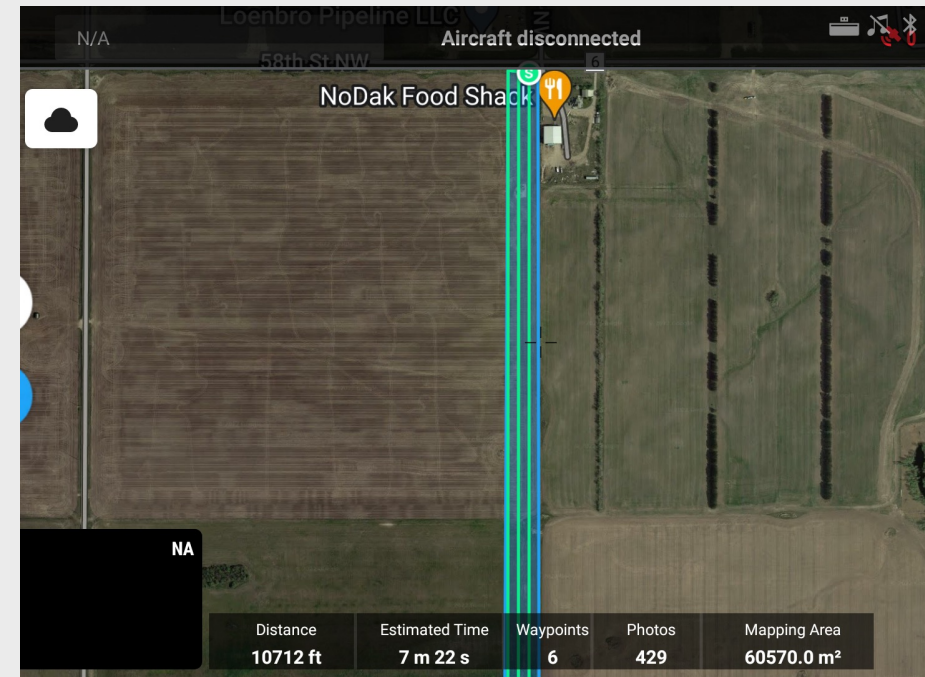 Loenbro Pipeline LLC
N/A
Aircraft disconnected
58th St NW
6
S
NoDak Food Shack
NA
Distance Estimated Time Waypoints Photos Mapping Area
10712 ft 7 m 22 s 6 429 60570.0 m²